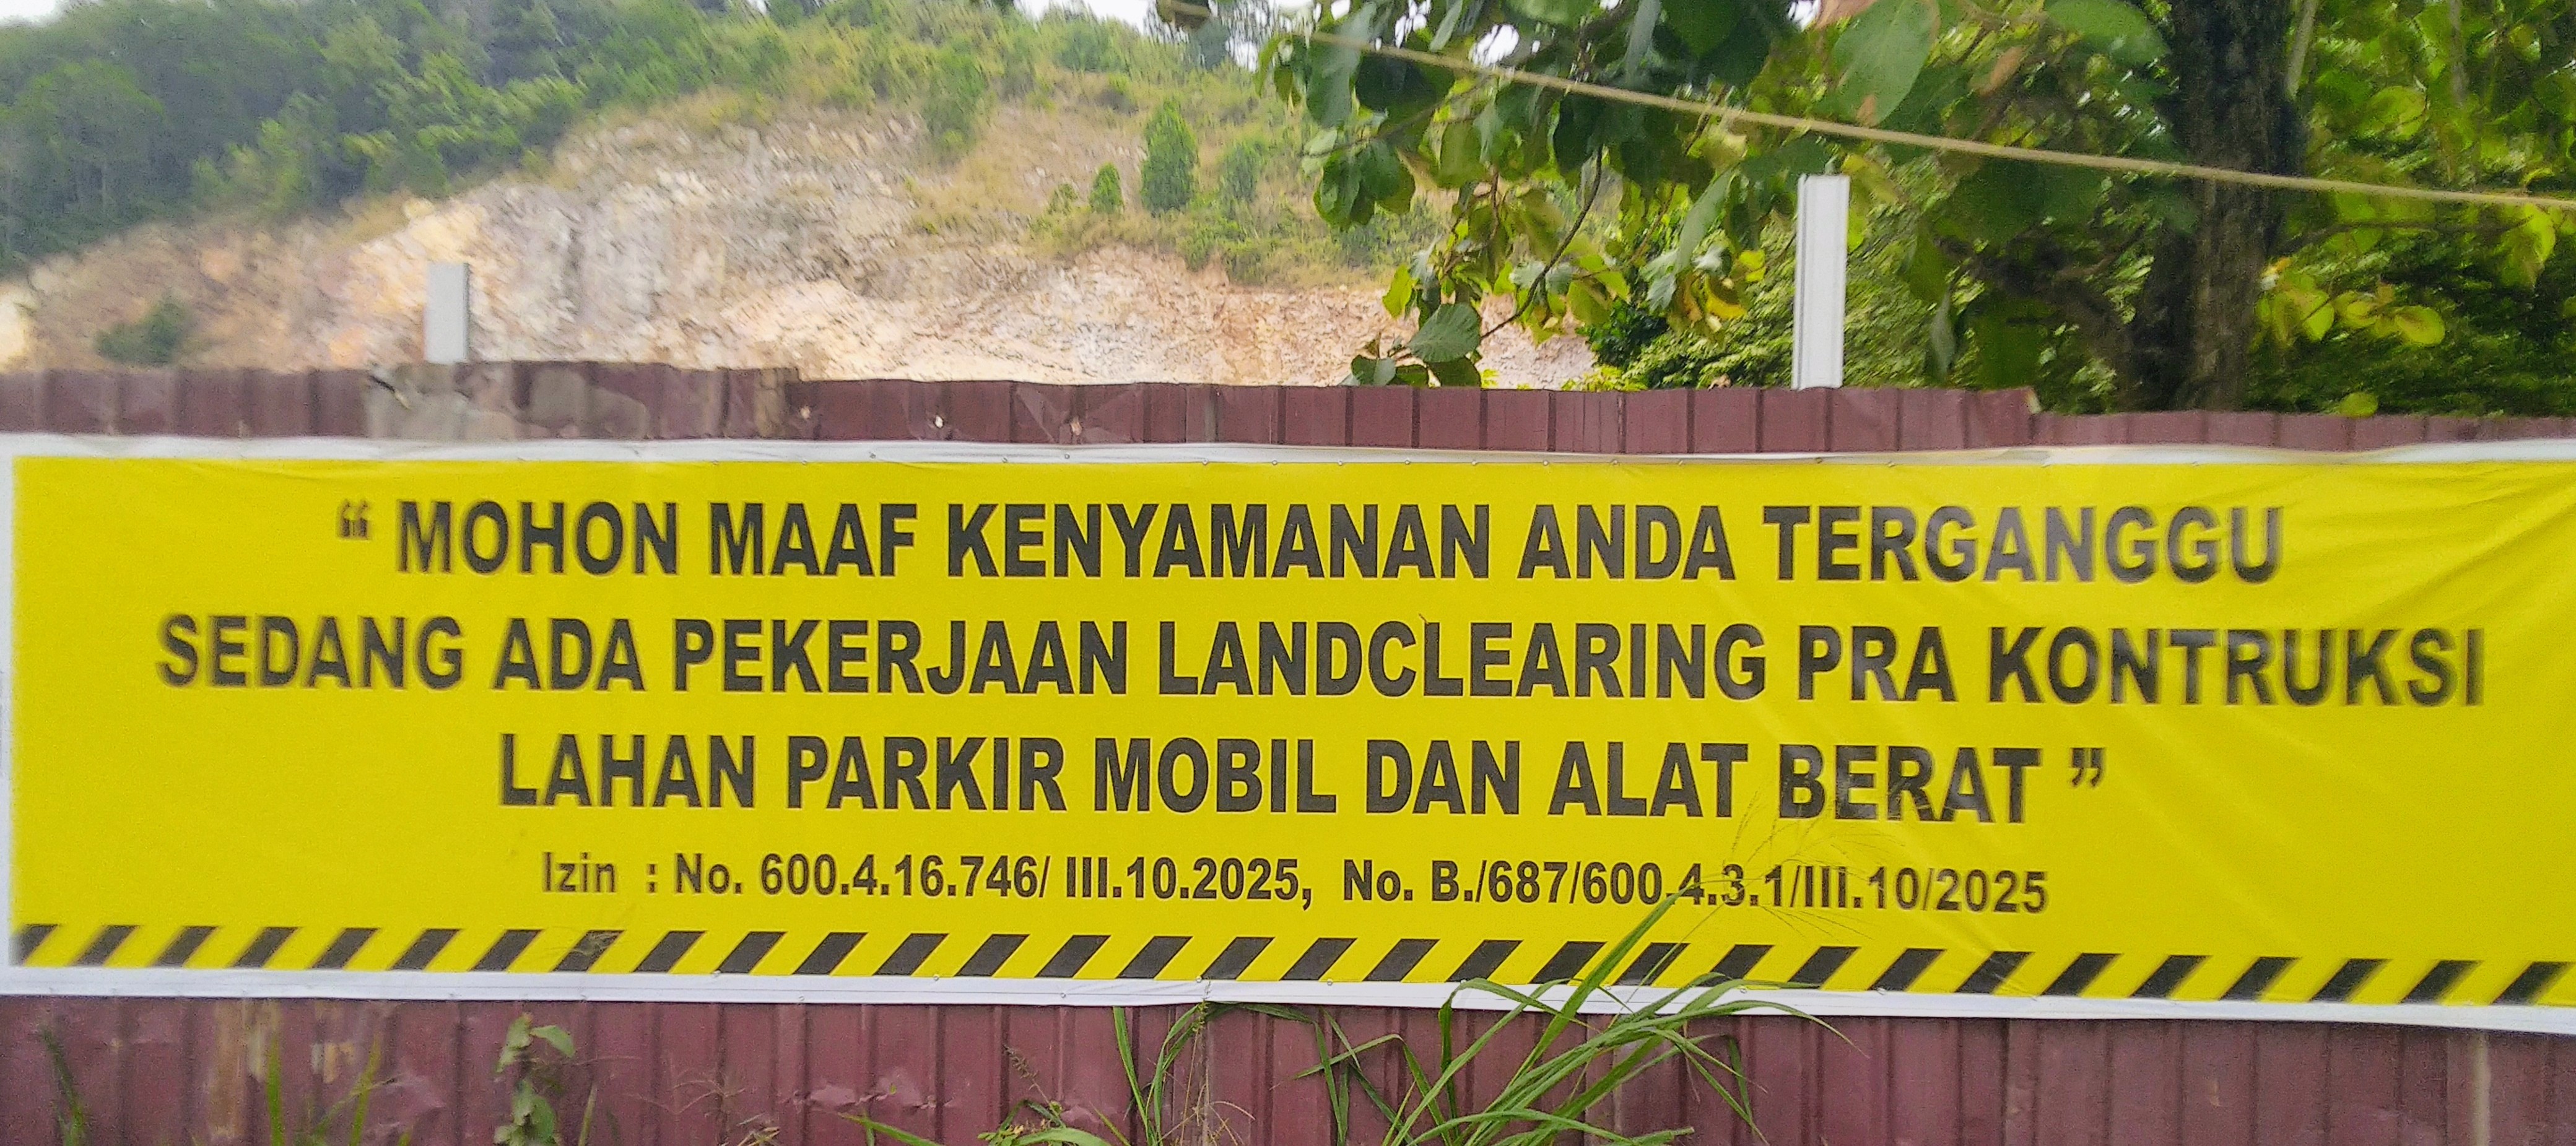 “ MOHON MAAF KENYAMANAN ANDA TERGANGGU
SEDANG ADA PEKERJAAN LANDCLEARING PRA KONTRUKSI
LAHAN PARKIR MOBIL DAN ALAT BERAT ”
Izin : No. 600.4.16.746/ III.10.2025, No. B./687/600.4.3.1/III.10/2025